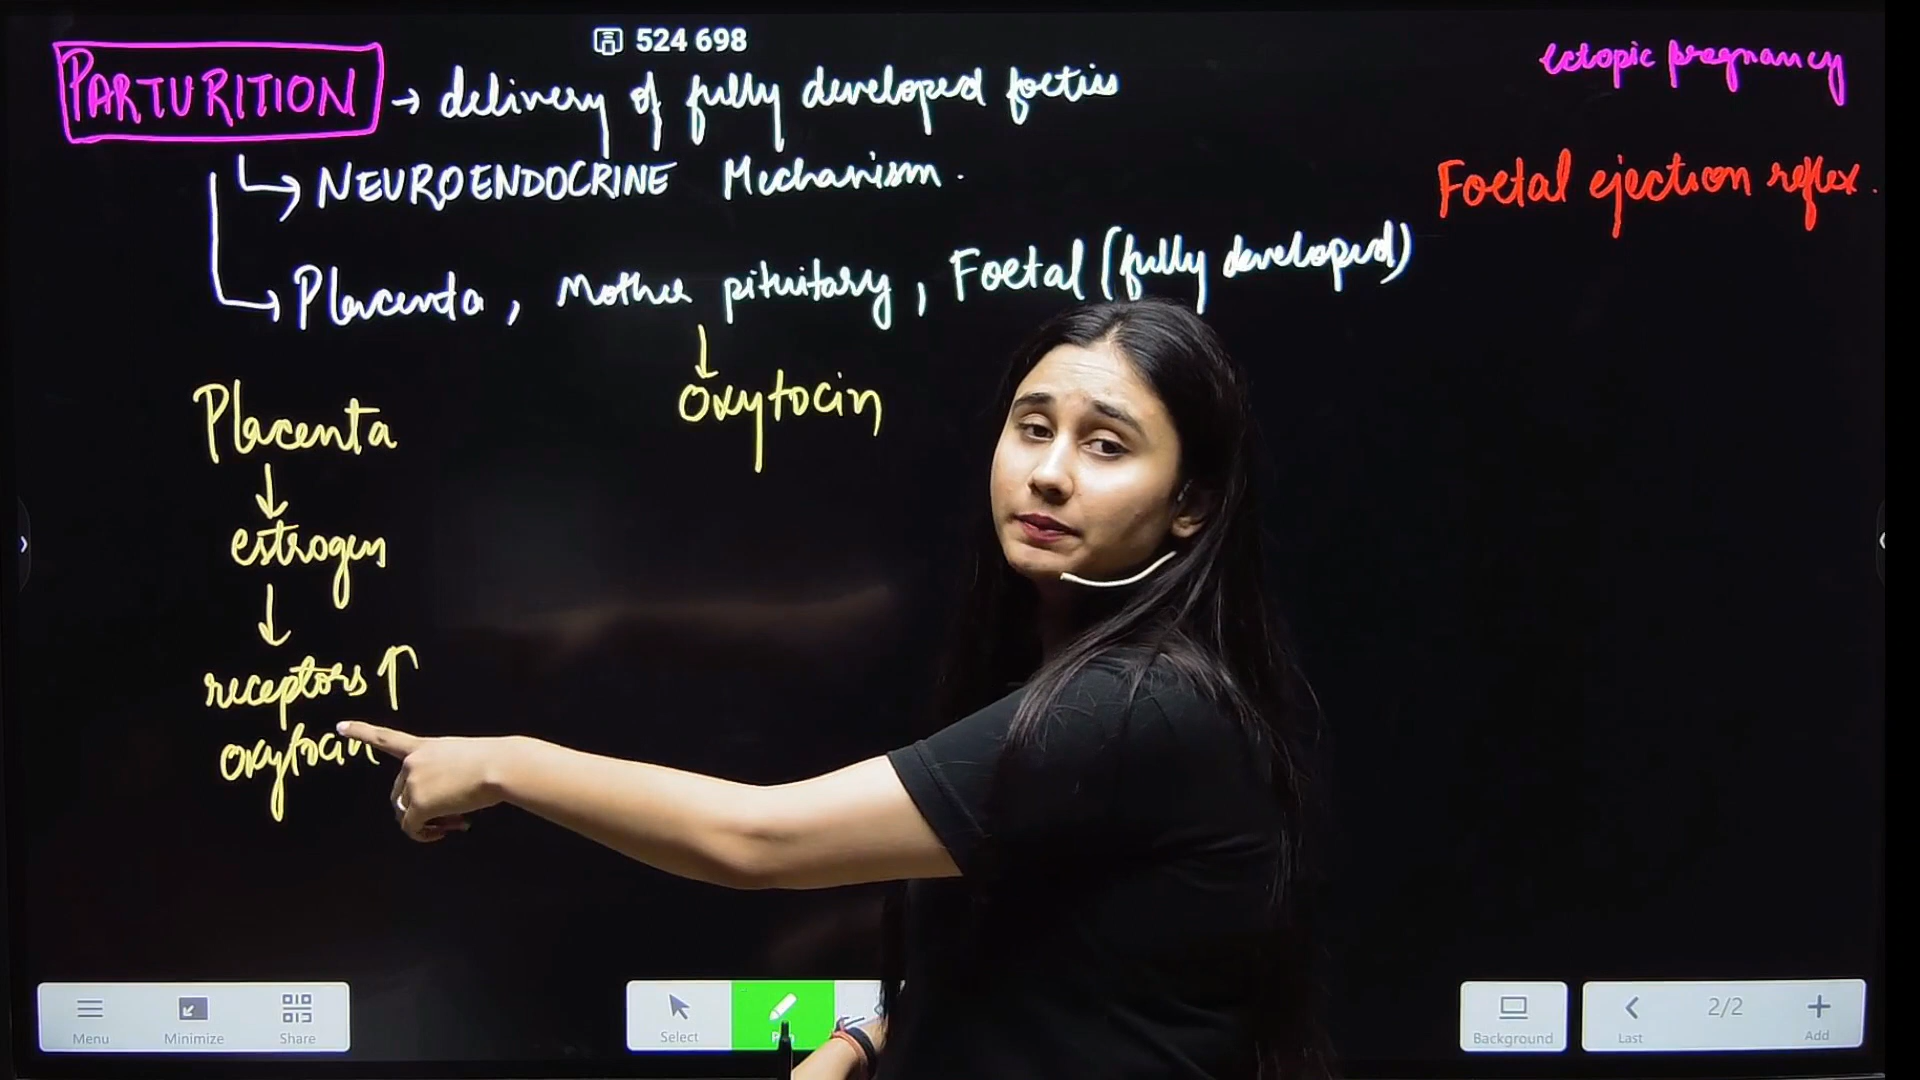 524 698
PARTURITION → delivery of fully developed foetus
ectopic pregnancy
→ NEUROENDOCRINE Mechanism.
Foetal ejection reflex.
→ Placenta, Mother pituitary, Foetal (fully developed)
↓
Oxytocin
Placenta
↓
estrogen
↓
receptors ↑
oxytocin
Menu
Minimize
Share
Select
Background
Last
2/2
Add